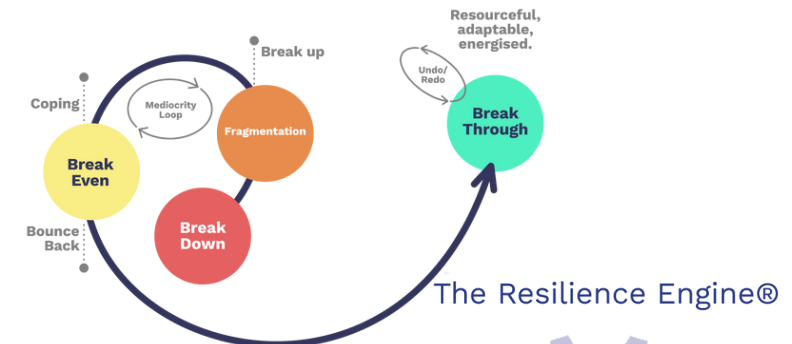 Resourceful,
adaptable,
energised.
Break up
Undo/
Redo
Coping
Mediocrity
Loop
Fragmentation
Break
Through
Break
Even
Break
Down
Bounce
Back
The Resilience Engine®